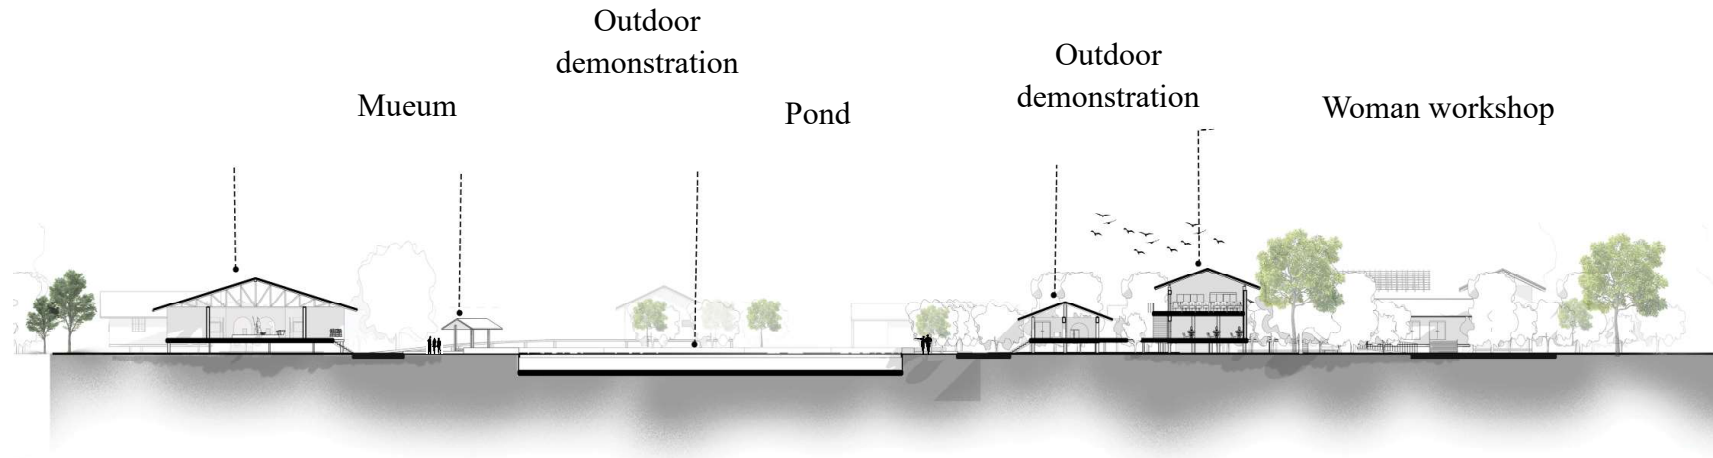 Mueum
Outdoor
demonstration
Pond
Outdoor
demonstration
Woman workshop